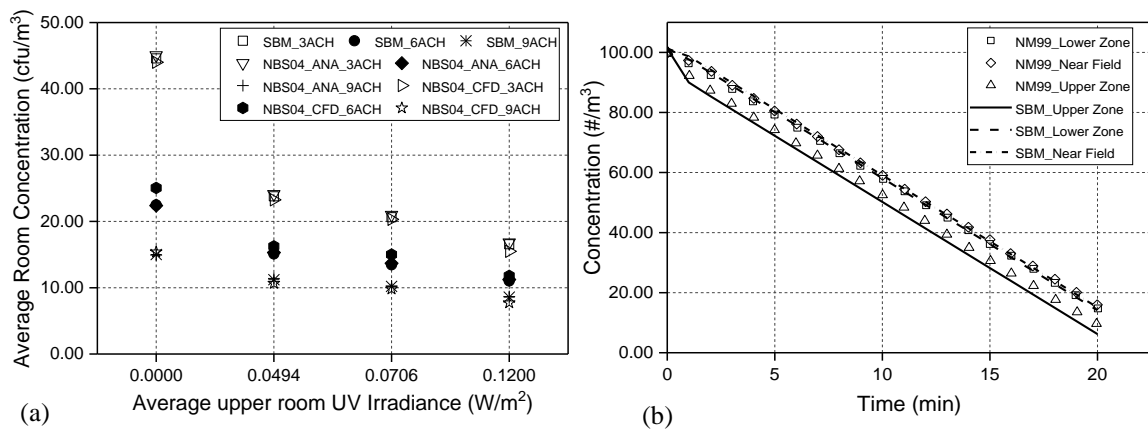 50.00
40.00
30.00
20.00
10.00
0.00
Average Room Concentration (cfu/m³)
SBM_3ACH SBM_6ACH SBM_9ACH
NBS04_ANA_3ACH NBS04_ANA_6ACH
NBS04_ANA_9ACH NBS04_CFD_3ACH
NBS04_CFD_6ACH NBS04_CFD_9ACH
0.0000 0.0494 0.0706 0.1200
Average upper room UV Irradiance (W/m²)
(a)
100.00
80.00
60.00
40.00
20.00
0.00
Concentration (#/m³)
NM99_Lower Zone
NM99_Near Field
NM99_Upper Zone
SBM_Upper Zone
SBM_Lower Zone
SBM_Near Field
0 5 10 15 20
Time (min)
(b)